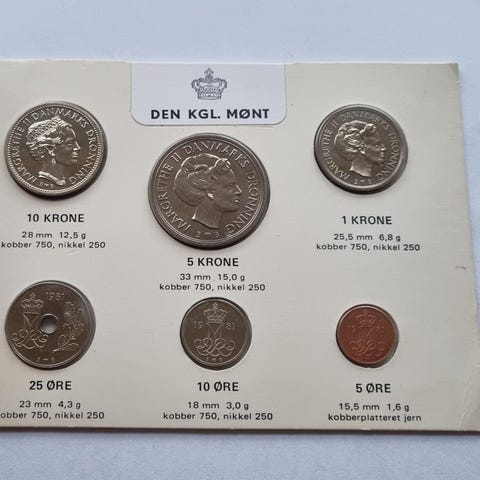 DEN KGL. MØNT
MARGRETHE II DANMARKS DRONNING
10 KRONE
28 mm 12,5 g
kobber 750, nikkel 250
MARGRETHE II DANMARKS DRONNING
5 KRONE
33 mm 15,0 g
kobber 750, nikkel 250
MARGRETHE II DANMARKS DRONNING
1 KRONE
25,5 mm 6,8 g
kobber 750, nikkel 250
1981
25 ØRE
23 mm 4,3 g
kobber 750, nikkel 250
19 81
10 ØRE
18 mm 3,0 g
kobber 750, nikkel 250
19 81
5 ØRE
15,5 mm 1,6 g
kobberplatteret jern